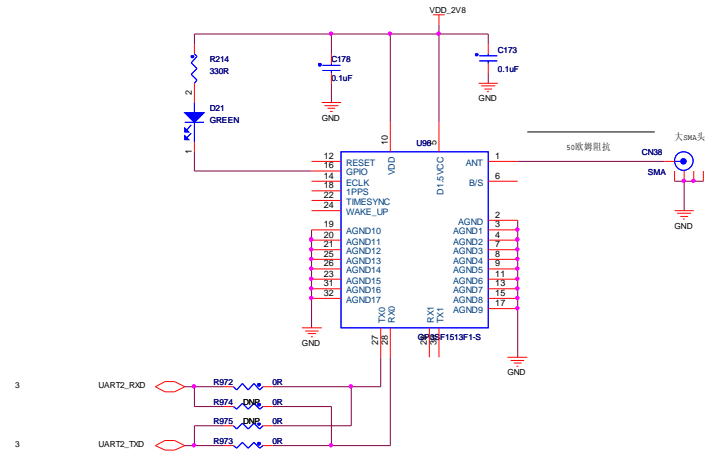 VDD_2V8
R214
330R
C178
0.1uF
C173
0.1uF
GND
GND
2
D21
GREEN
1
U98
10
5
VDD
D1.5VCC
大SMA头
50欧姆阻抗
CN38
SMA
GND
12 RESET
16 GPIO
14 ECLK
18 1PPS
22 TIMESYNC
24 WAKE_UP
19 AGND10
20 AGND11
21 AGND12
25 AGND13
26 AGND14
23 AGND15
31 AGND16
32 AGND17
ANT 1
B/S 6
AGND 2
AGND1 3
AGND2 4
AGND3 7
AGND4 8
AGND5 9
AGND6 11
AGND7 13
AGND8 15
AGND9 17
TX0
RX0
RX1
TX1
27
28
GP3SF1513F1-S
GND
GND
3 UART2_RXD
R972 0R
R974 DNP 0R
R975 DNP 0R
3 UART2_TXD
R973 0R